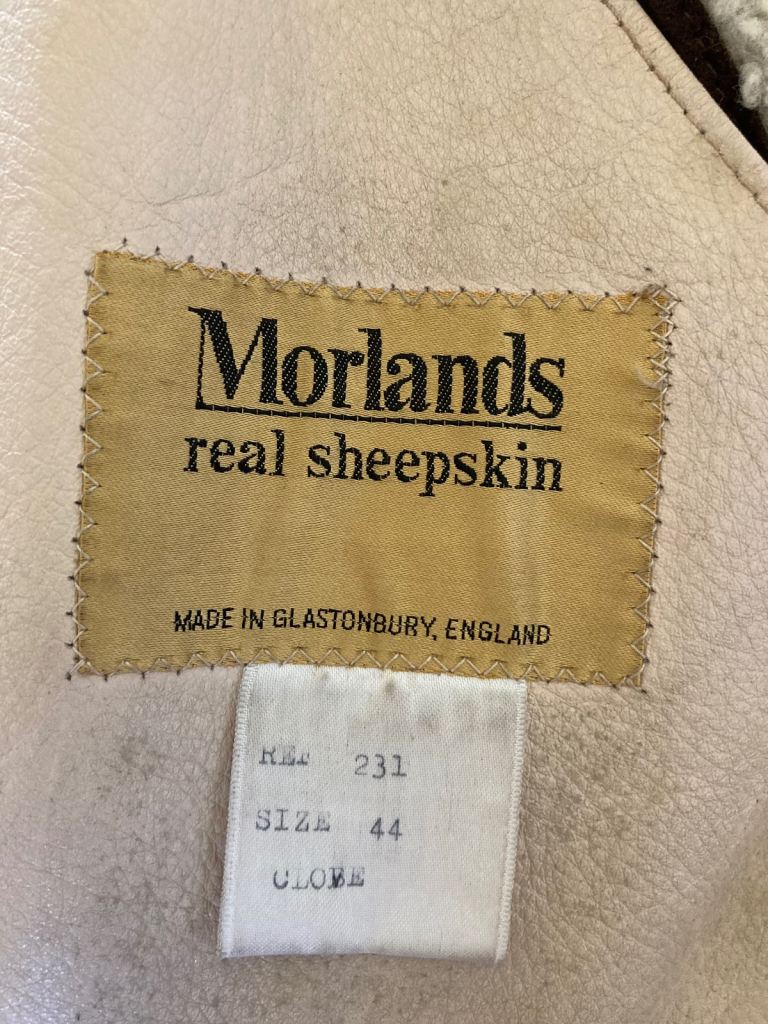 Morlands
real sheepskin
MADE IN GLASTONBURY, ENGLAND
REF 231
SIZE 44